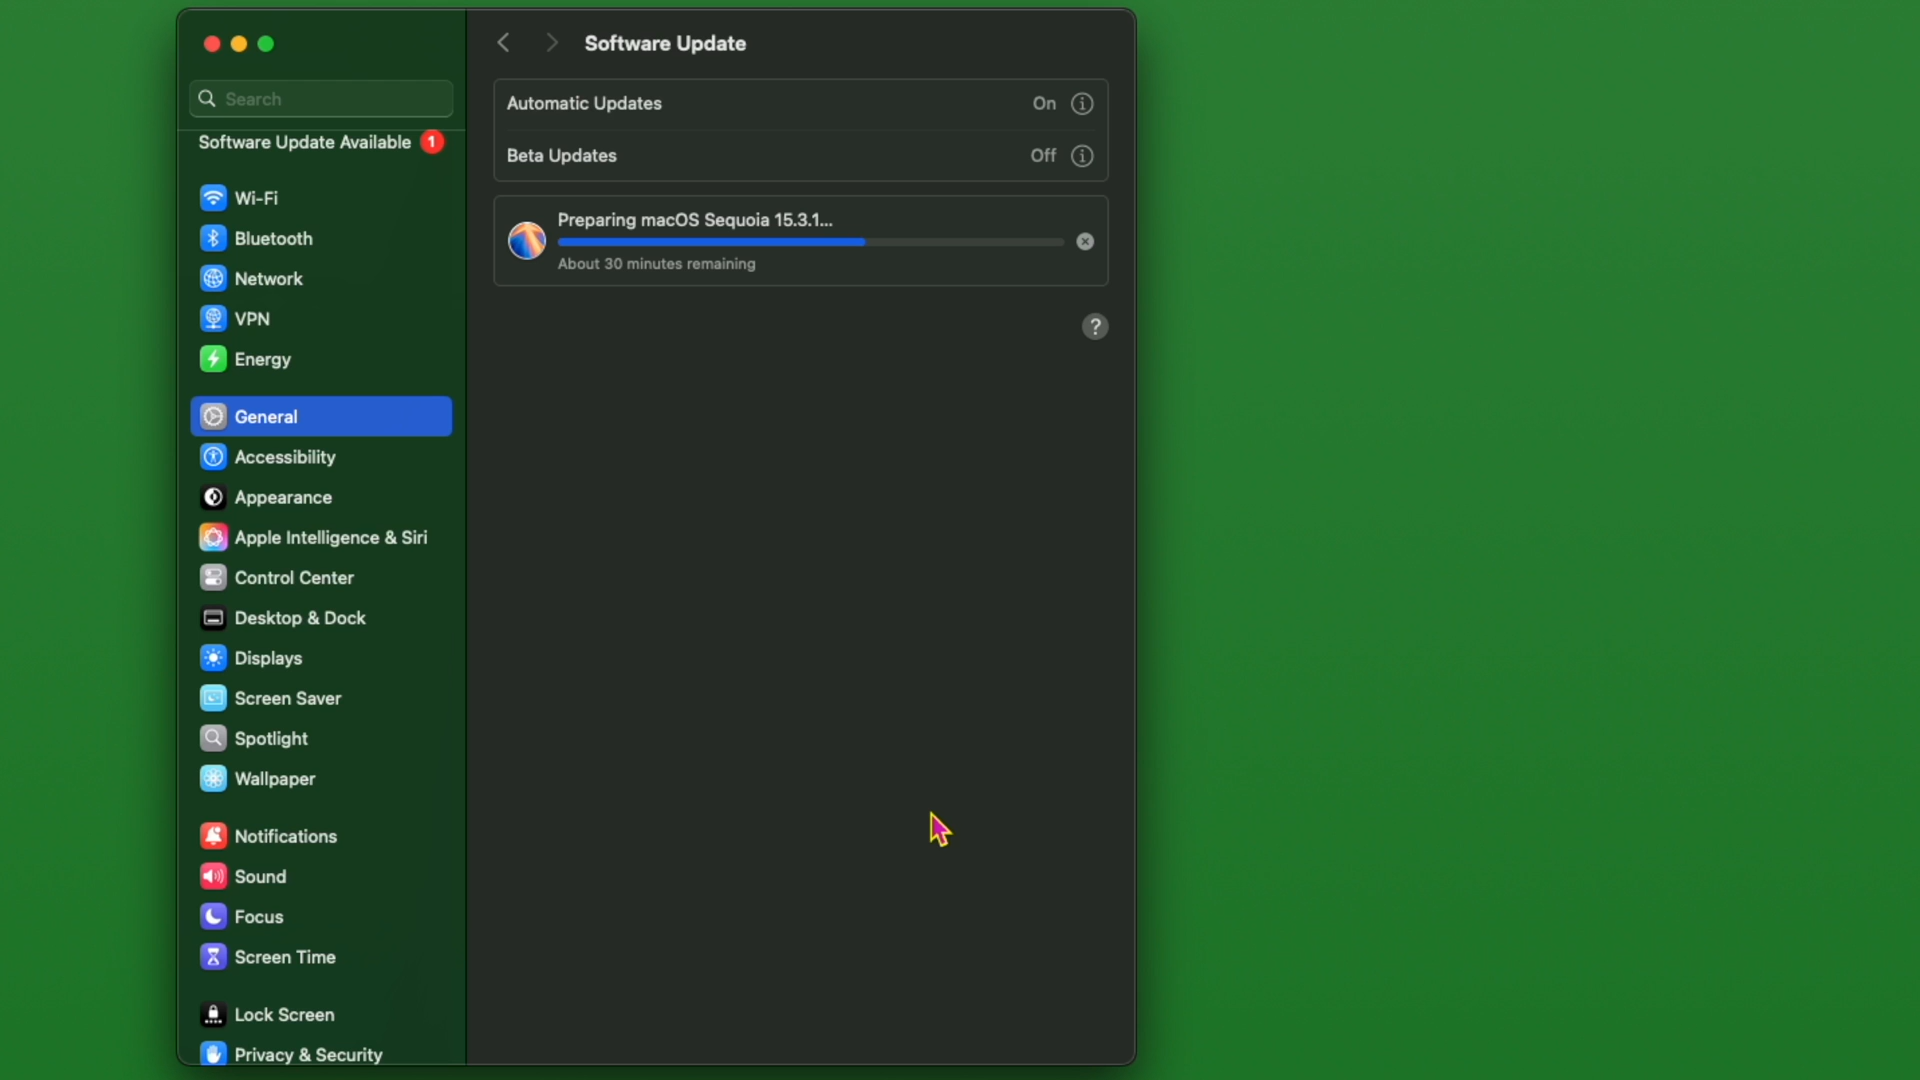 Search
Software Update Available 1
Wi-Fi
Bluetooth
Network
VPN
Energy
General
Accessibility
Appearance
Apple Intelligence & Siri
Control Center
Desktop & Dock
Displays
Screen Saver
Spotlight
Wallpaper
Notifications
Sound
Focus
Screen Time
Lock Screen
Privacy & Security
Software Update
Automatic Updates On
Beta Updates Off
Preparing macOS Sequoia 15.3.1...
About 30 minutes remaining
?